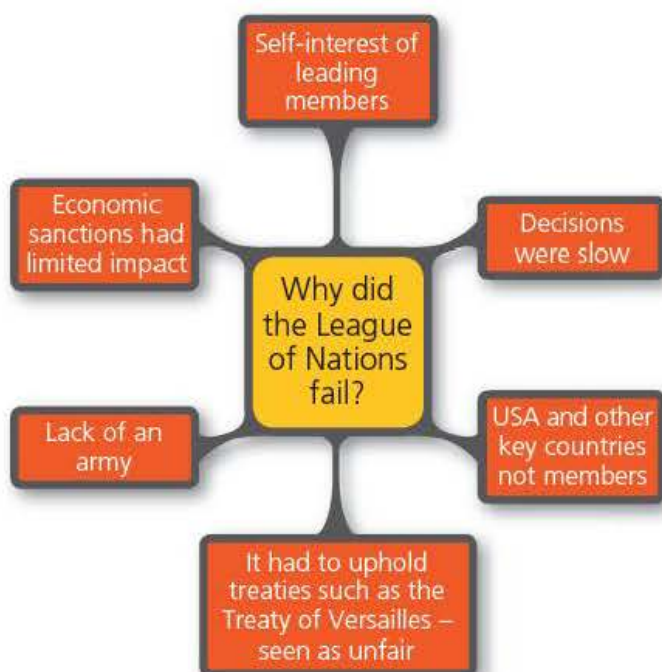 Self-interest of
leading
members
Economic
sanctions had
limited impact
Decisions
were slow
Why did
the League
of Nations
fail?
Lack of an
army
USA and other
key countries
not members
It had to uphold
treaties such as the
Treaty of Versailles –
seen as unfair